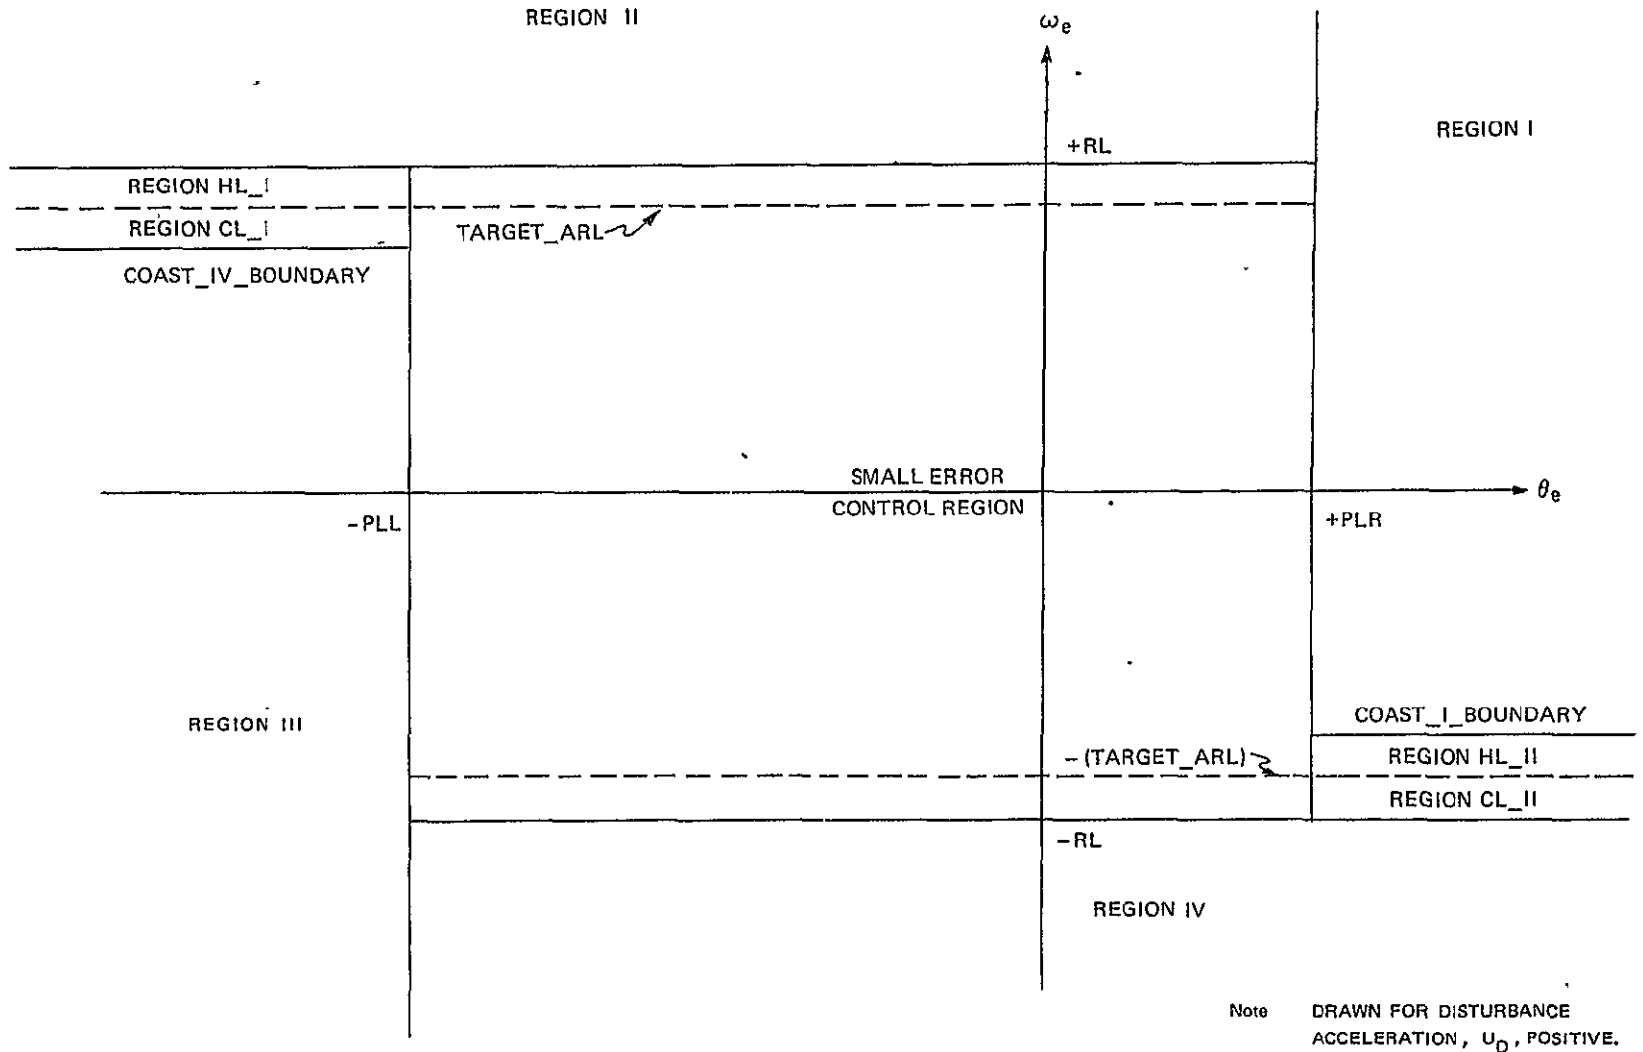 REGION II
ωe
REGION I
+RL
REGION HL_I
REGION CL_I
TARGET_ARL
COAST_IV_BOUNDARY
SMALL ERROR
CONTROL REGION
θe
-PLL
+PLR
REGION III
COAST_I_BOUNDARY
-(TARGET_ARL)
REGION HL_II
REGION CL_II
-RL
REGION IV
Note DRAWN FOR DISTURBANCE
ACCELERATION, UD, POSITIVE.